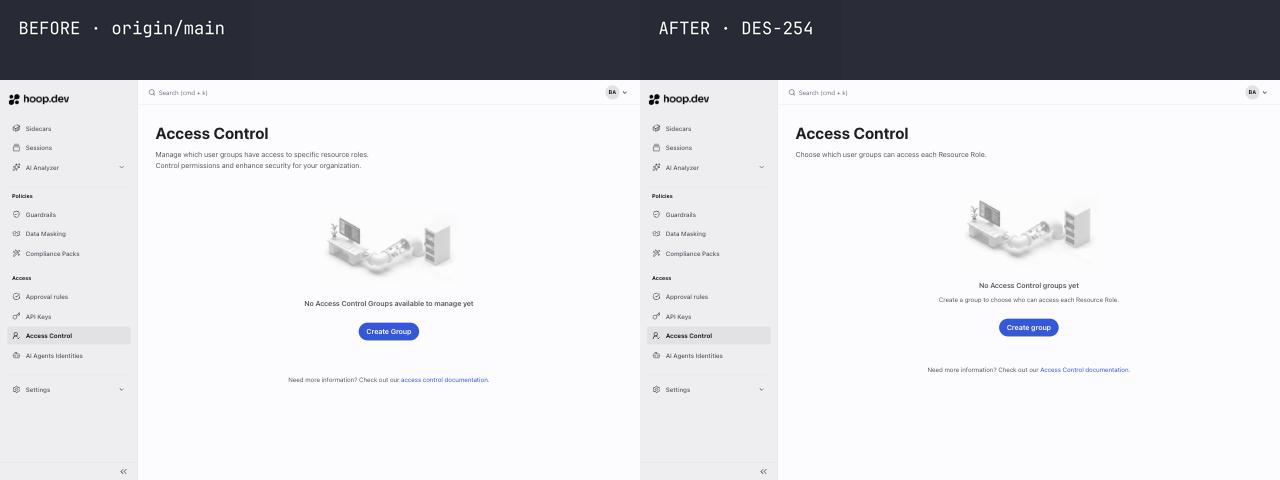 BEFORE · origin/main
hoop.dev
Search (cmd + k)
BA
Sidecars
Sessions
AI Analyzer
Policies
Guardrails
Data Masking
Compliance Packs
Access
Approval rules
API Keys
Access Control
AI Agents Identities
Settings
Access Control
Manage which user groups have access to specific resource roles.
Control permissions and enhance security for your organization.
No Access Control Groups available to manage yet
Create Group
Need more information? Check out our access control documentation.
AFTER · DES-254
hoop.dev
Search (cmd + k)
BA
Sidecars
Sessions
AI Analyzer
Policies
Guardrails
Data Masking
Compliance Packs
Access
Approval rules
API Keys
Access Control
AI Agents Identities
Settings
Access Control
Choose which user groups can access each Resource Role.
No Access Control groups yet
Create a group to choose who can access each Resource Role.
Create group
Need more information? Check out our Access Control documentation.